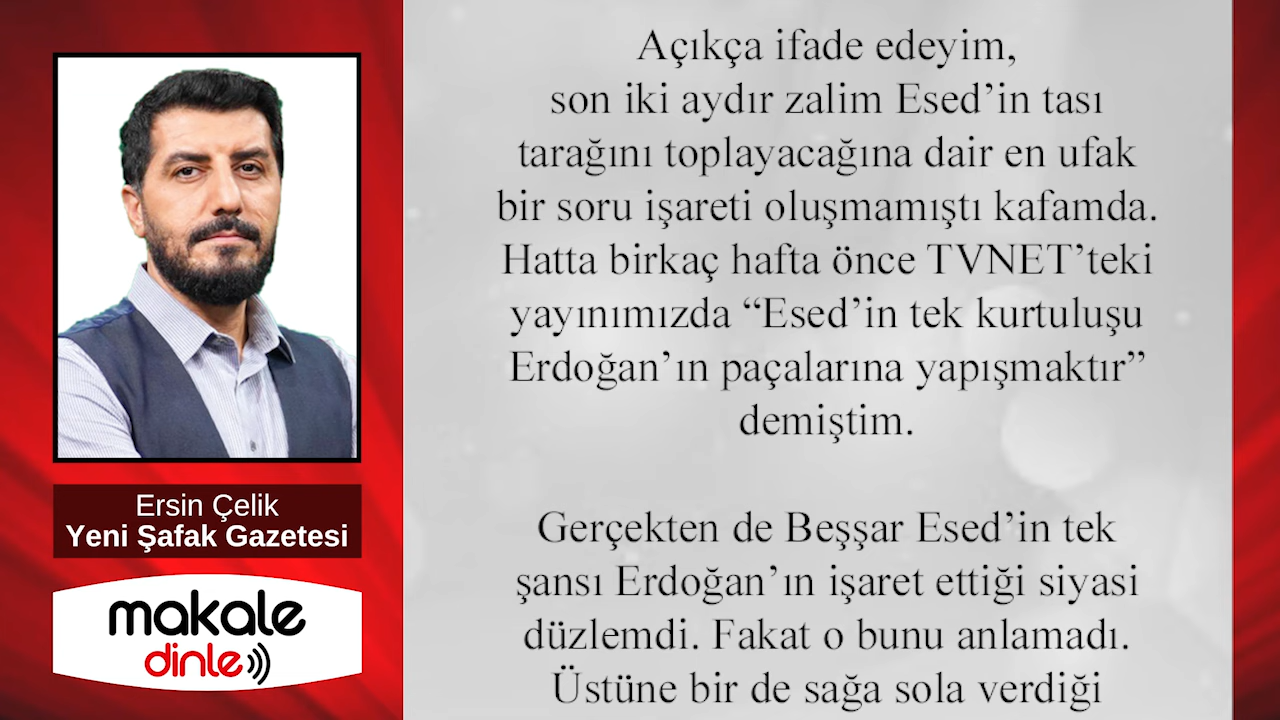 Açıkça ifade edeyim,
son iki aydır zalim Esed’in tası
tarağını toplayacağına dair en ufak
bir soru işareti oluşmamıştı kafamda.
Hatta birkaç hafta önce TVNET’teki
yayınımızda “Esed’in tek kurtuluşu
Erdoğan’ın paçalarına yapışmaktır”
demiştim.
Gerçekten de Beşşar Esed’in tek
şansı Erdoğan’ın işaret ettiği siyasi
düzlemdi. Fakat o bunu anlamadı.
Üstüne bir de sağa sola verdiği
Ersin Çelik
Yeni Şafak Gazetesi
makale
dinle